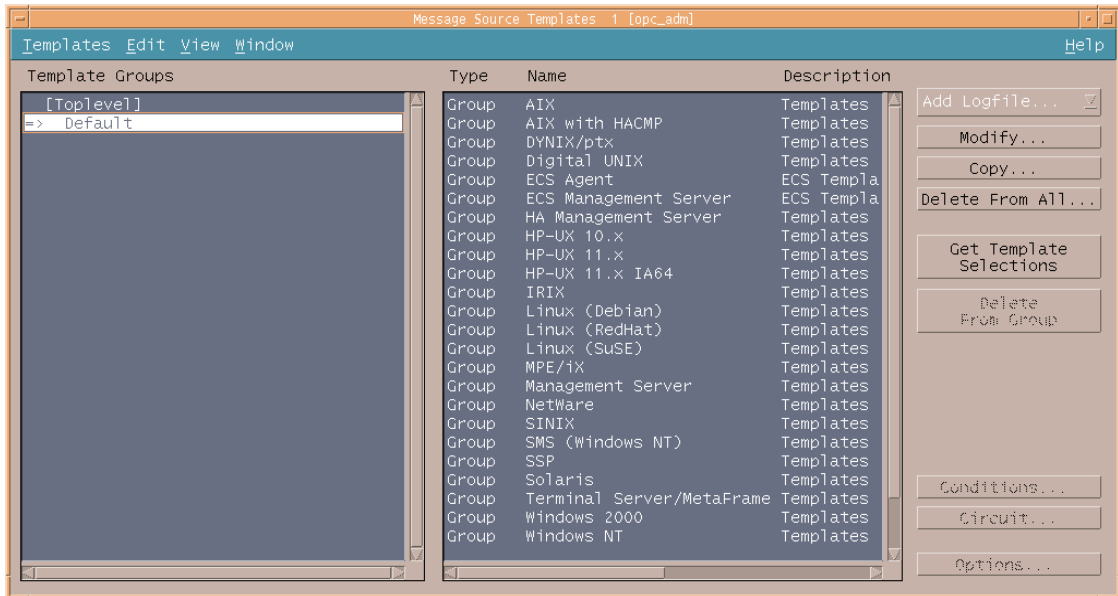 Message Source Templates 1 [opc_adm]
Templates Edit View Window Help
Template Groups
[Toplevel]
=> Default
Type Name Description
Group AIX Templates
Group AIX with HACMP Templates
Group DYNIX/ptx Templates
Group Digital UNIX Templates
Group ECS Agent ECS Templa
Group ECS Management Server ECS Templa
Group HA Management Server Templates
Group HP-UX 10.x Templates
Group HP-UX 11.x Templates
Group HP-UX 11.x IA64 Templates
Group IRIX Templates
Group Linux (Debian) Templates
Group Linux (RedHat) Templates
Group Linux (SuSE) Templates
Group MPE/iX Templates
Group Management Server Templates
Group NetWare Templates
Group SINIX Templates
Group SMS (Windows NT) Templates
Group SSP Templates
Group Solaris Templates
Group Terminal Server/MetaFrame Templates
Group Windows 2000 Templates
Group Windows NT Templates
Add Logfile...
Modify...
Copy...
Delete From All...
Get Template
Selections
Delete
From Group
Conditions...
Circuit...
Options...